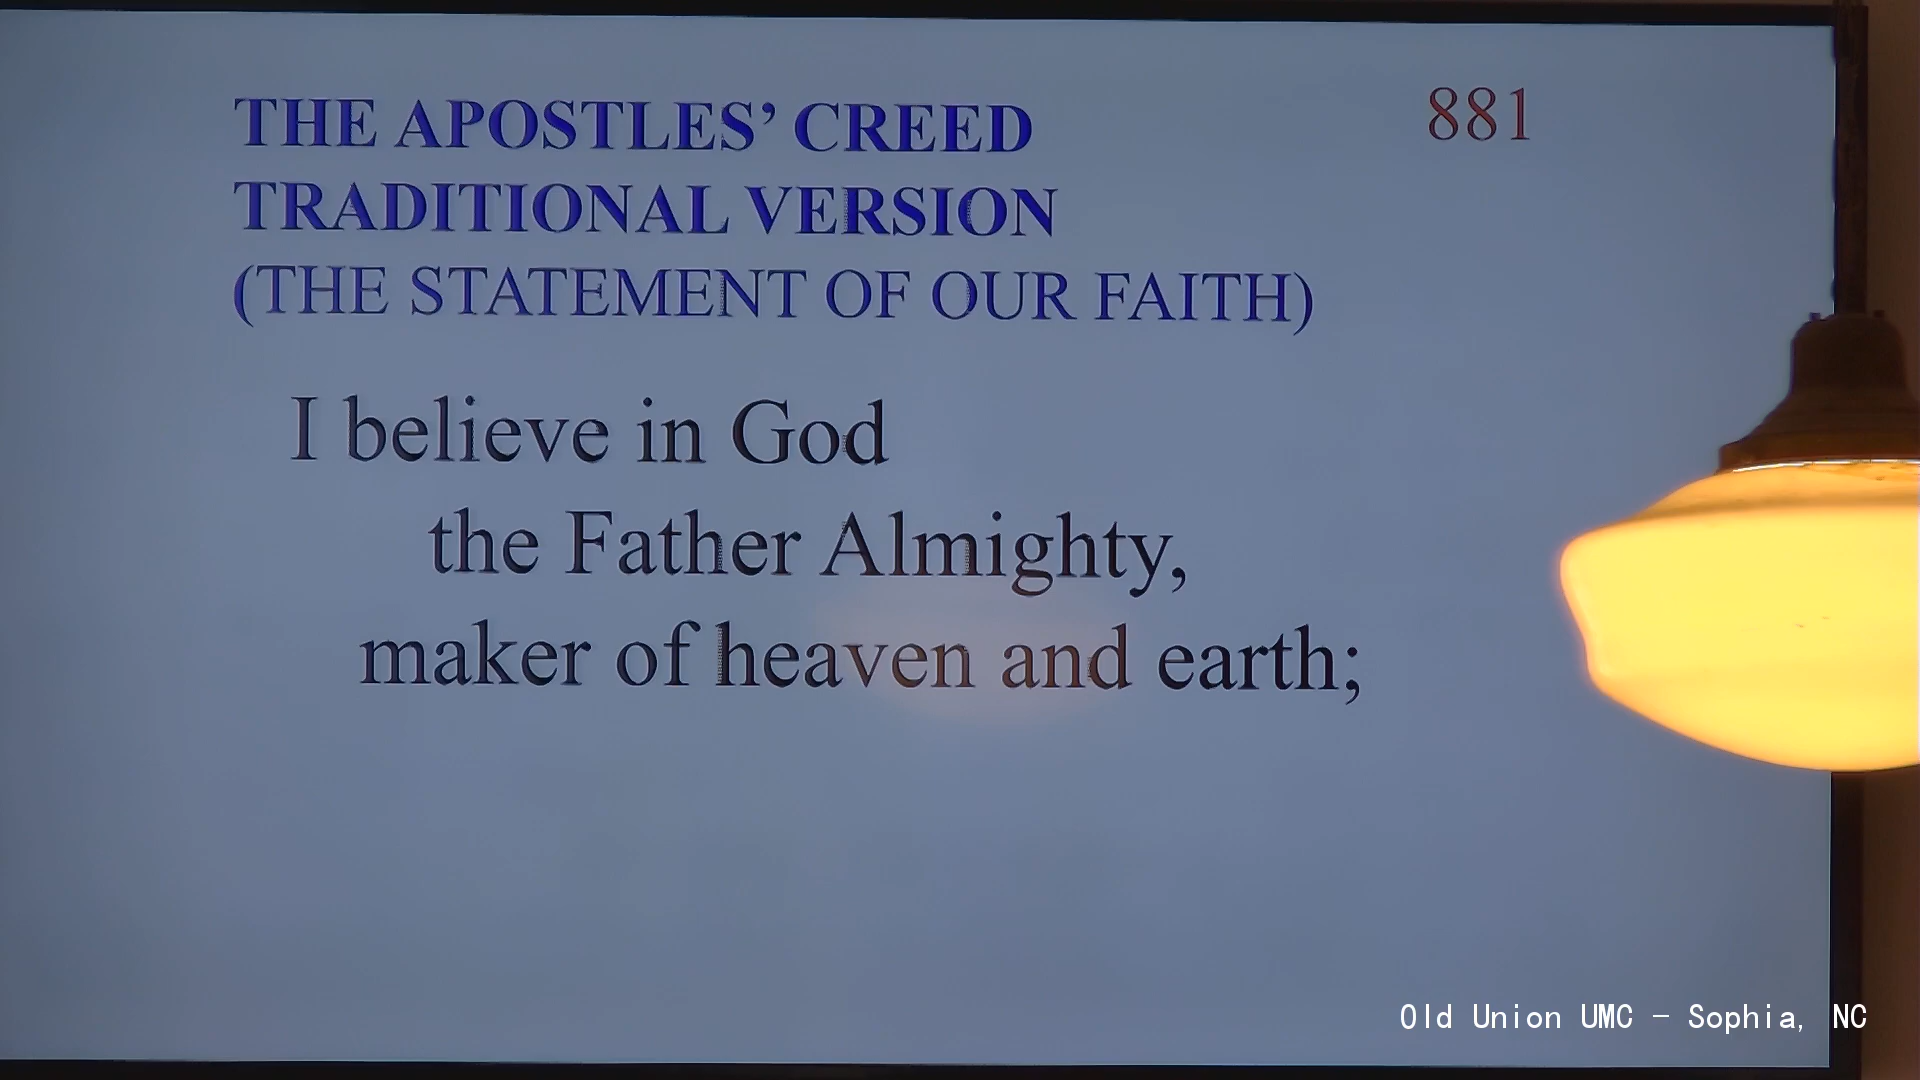 THE APOSTLES’ CREED
881
TRADITIONAL VERSION
(THE STATEMENT OF OUR FAITH)
I believe in God
the Father Almighty,
maker of heaven and earth;
Old Union UMC - Sophia, NC